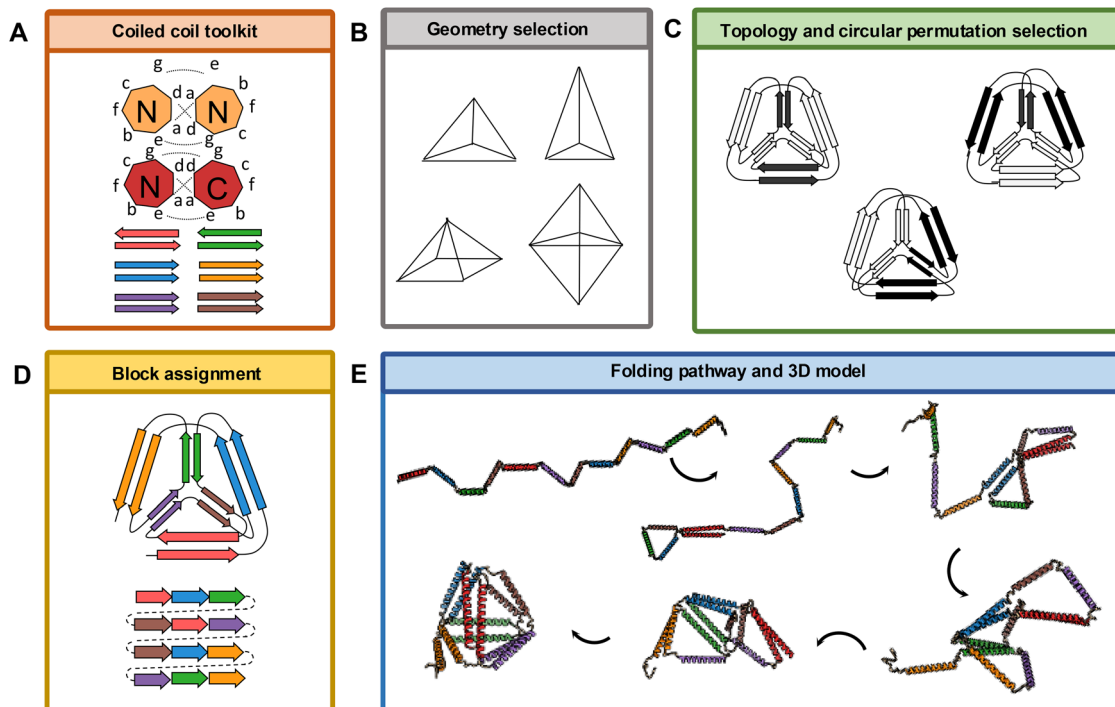 A
Coiled coil toolkit
g e
c b
d a
f N N f
a d
b c
e g
g g
c c
d d
f N C f
a a
b b
e e
B
Geometry selection
C
Topology and circular permutation selection
D
Block assignment
E
Folding pathway and 3D model